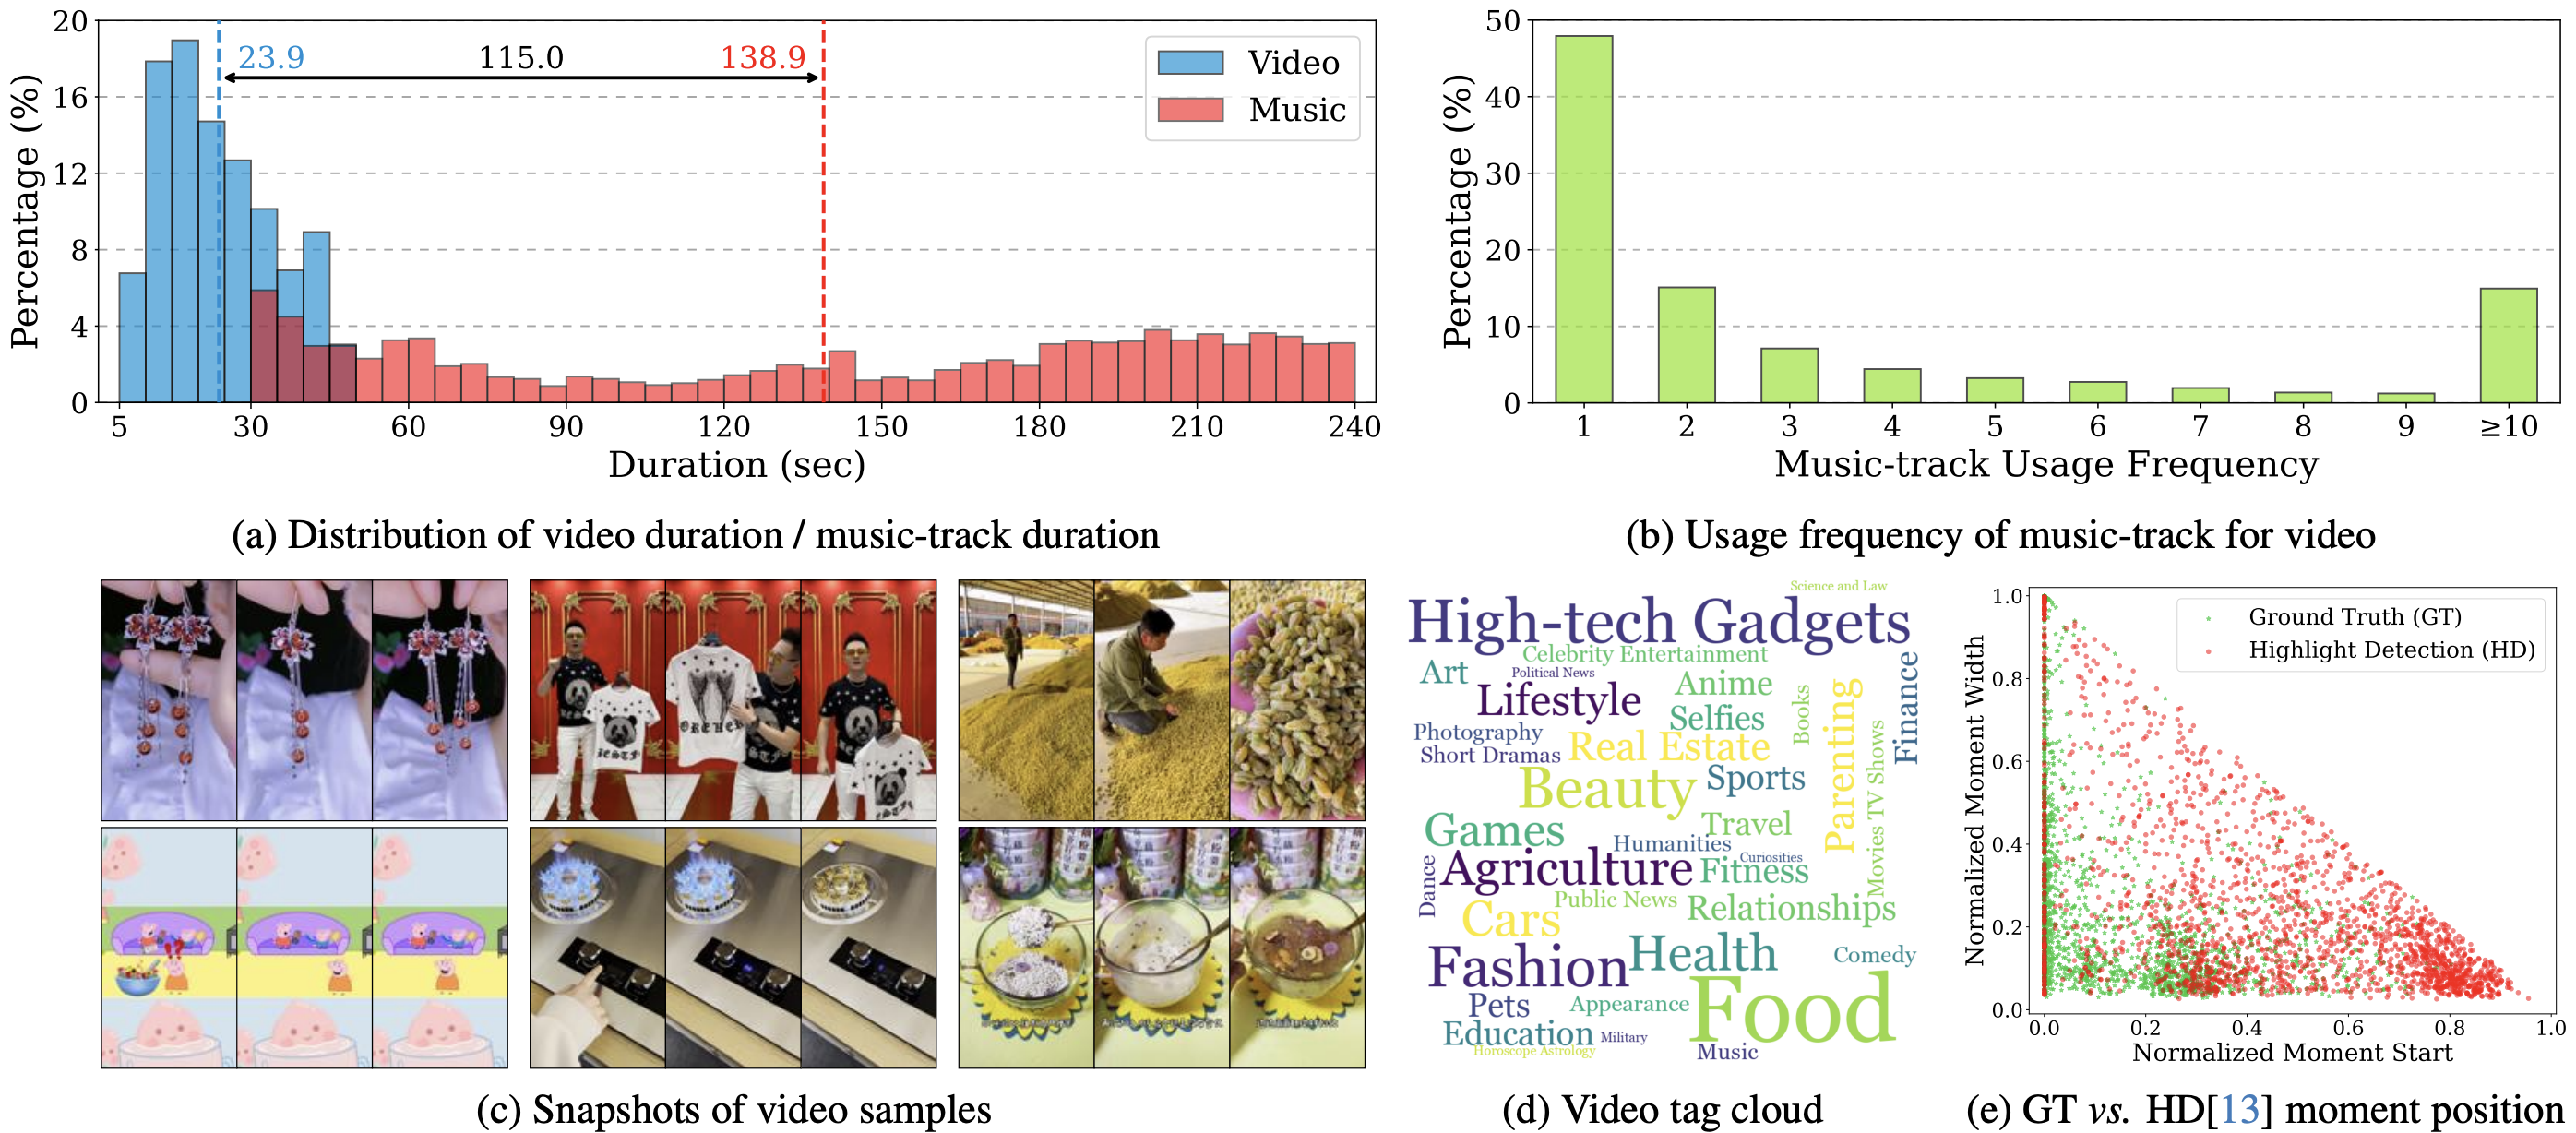 20
16
12
8
4
0
Percentage (%)
23.9
115.0
138.9
Video
Music
5 30 60 90 120 150 180 210 240
Duration (sec)
(a) Distribution of video duration / music-track duration
50
40
30
20
10
0
Percentage (%)
1 2 3 4 5 6 7 8 9 ≥10
Music-track Usage Frequency
(b) Usage frequency of music-track for video
OREVER
BESTF
(c) Snapshots of video samples
Science and Law
High-tech Gadgets
Celebrity Entertainment
Art
Political News
Lifestyle
Anime
Selfies
Books
Parenting
Finance
Photography
Short Dramas
Real Estate
Beauty
Sports
Movies TV Shows
Games
Travel
Humanities
Curiosities
Dance
Agriculture
Fitness
Public News
Cars
Relationships
Fashion
Health
Comedy
Pets
Appearance
Food
Education
Military
Horoscope Astrology
Music
(d) Video tag cloud
1.0
0.8
0.6
0.4
0.2
0.0
Normalized Moment Width
Ground Truth (GT)
Highlight Detection (HD)
0.0 0.2 0.4 0.6 0.8 1.0
Normalized Moment Start
(e) GT vs. HD[13] moment position